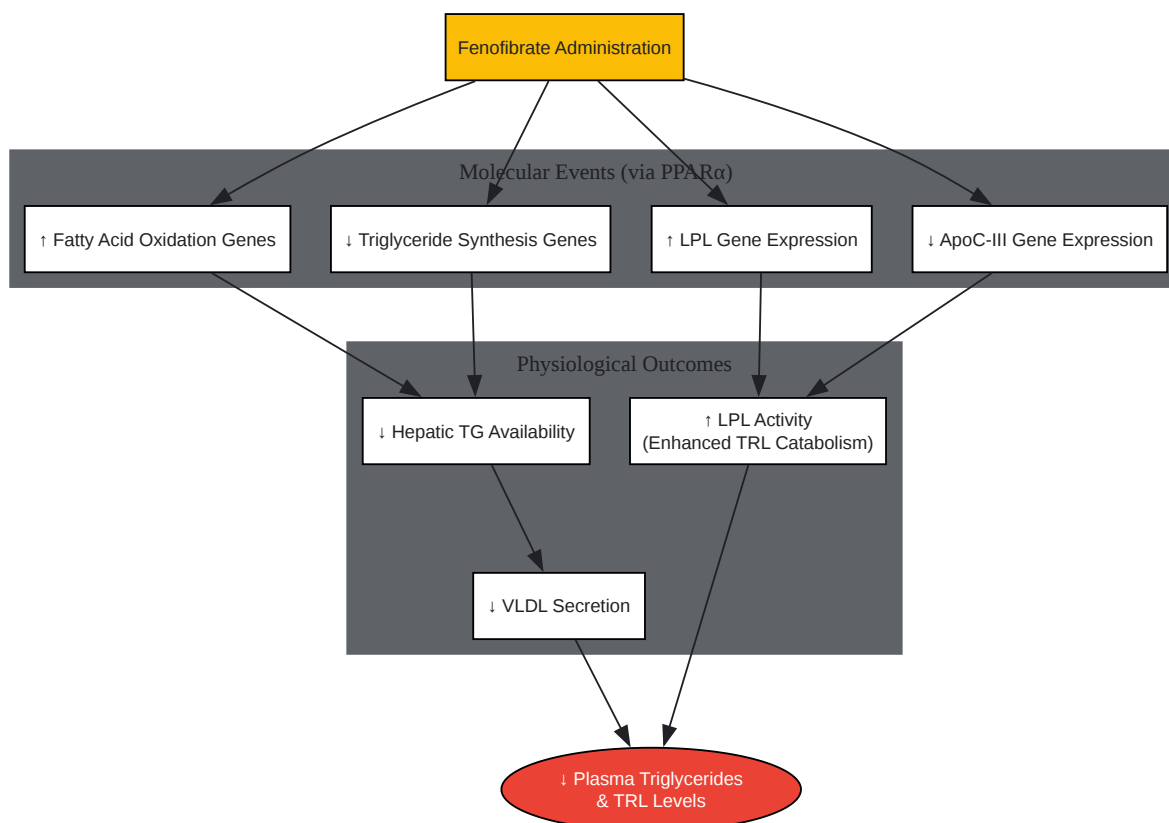 Fenofibrate Administration
Molecular Events (via PPARα)
↑ Fatty Acid Oxidation Genes
↓ Triglyceride Synthesis Genes
↑ LPL Gene Expression
↓ ApoC-III Gene Expression
Physiological Outcomes
↓ Hepatic TG Availability
↑ LPL Activity
(Enhanced TRL Catabolism)
↓ VLDL Secretion
↓ Plasma Triglycerides
& TRL Levels